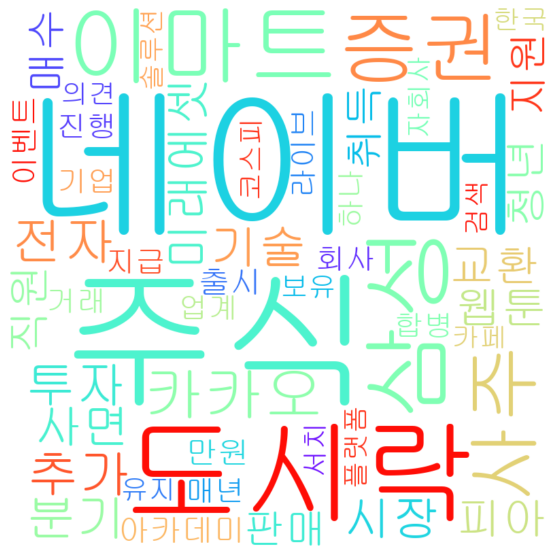 매수
이마트
증권
한국
솔루션
지원
의견
진행
이벤트
네이버
미래에셋
코스피
라이브
취득
자회사
하나
검색
청년
기업
전자
지급
기술
회사
출시
보유
교환
웹툰
직원
거래
업계
주식
삼성
합병
카페
투자
카카오
사면
자사주
도시락
만원
서치
플랫폼
추가
유지
매년
시장
분기
아카데미
판매
피우